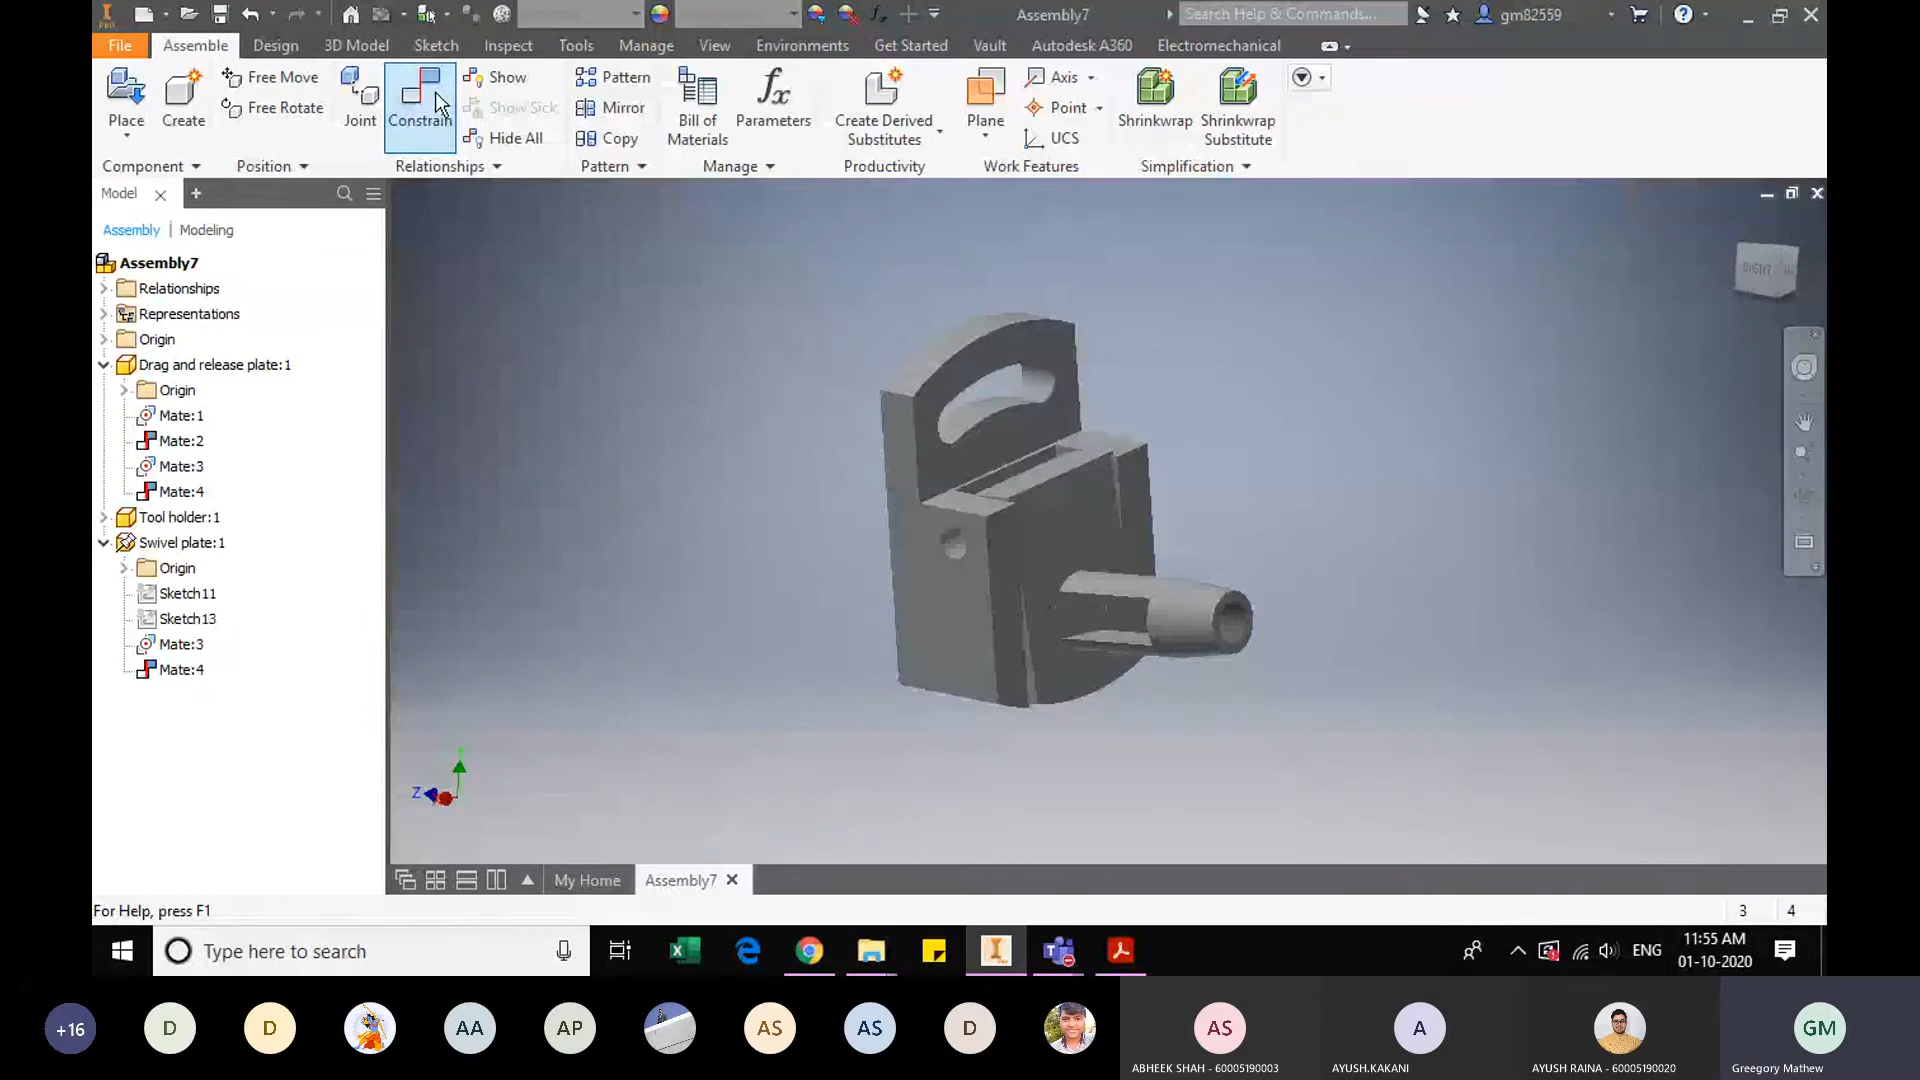 PRO
Assembly7
Search Help & Commands...
gm82559
File Assemble Design 3D Model Sketch Inspect Tools Manage View Environments Get Started Vault Autodesk A360 Electromechanical
Place
Create
Free Move
Free Rotate
Joint
Constrain
Show
Show Sick
Hide All
Pattern
Mirror
Copy
Bill of
Materials
Parameters
Create Derived
Substitutes
Plane
Axis
Point
UCS
Shrinkwrap
Shrinkwrap
Substitute
Component Position Relationships Pattern Manage Productivity Work Features Simplification
Model
Assembly | Modeling
Assembly7
Relationships
Representations
Origin
Drag and release plate:1
Origin
Mate:1
Mate:2
Mate:3
Mate:4
Tool holder:1
Swivel plate:1
Origin
Sketch11
Sketch13
Mate:3
Mate:4
RIGHT
Z
My Home
Assembly7
For Help, press F1
3 4
Type here to search
ENG
11:55 AM
01-10-2020
+16 D D AA AP AS AS D AS A GM
ABHEEK SHAH - 60005190003
AYUSH.KAKANI
AYUSH RAINA - 60005190020
Greegory Mathew